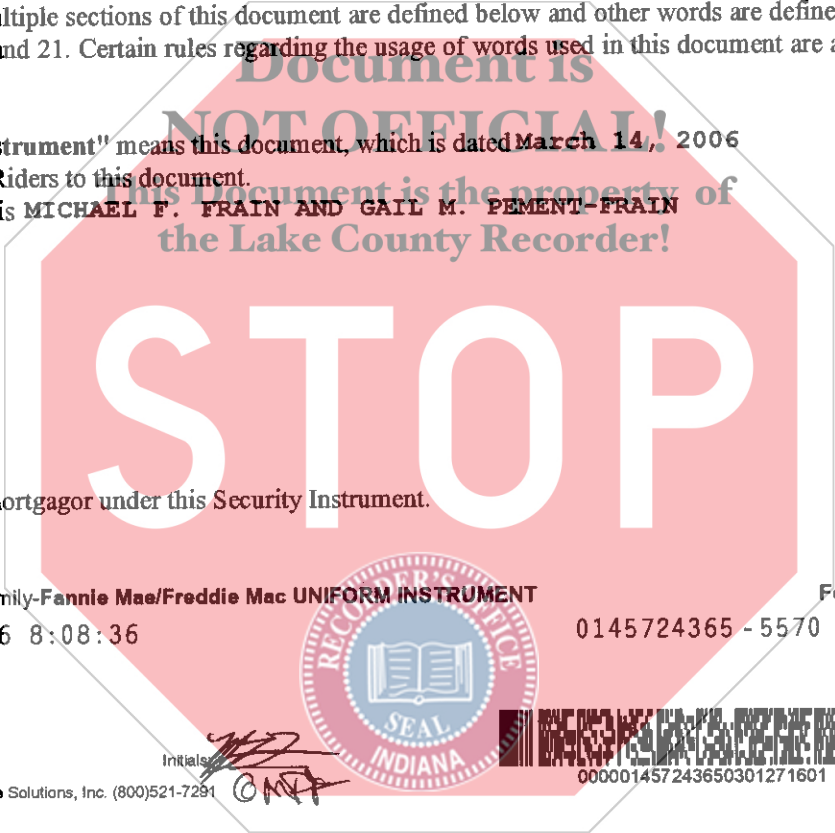 ltiple sections of this document are defined below and other words are define
nd 21. Certain rules regarding the usage of words used in this document are a
Document is
NOT OFFICIAL!
trument" means this document, which is dated March 14, 2006
Riders to this document.
This Document is the property of
is MICHAEL F. FRAIN AND GAIL M. PEMENT-FRAIN
the Lake County Recorder!
STOP
ortgagor under this Security Instrument.
mily-Fannie Mae/Freddie Mac UNIFORM INSTRUMENT
6 8:08:36
0145724365 - 5570
RECORDER'S OFFICE
SEAL
INDIANA
Initials:
000001457243650301271601
e Solutions, Inc. (800)521-7291